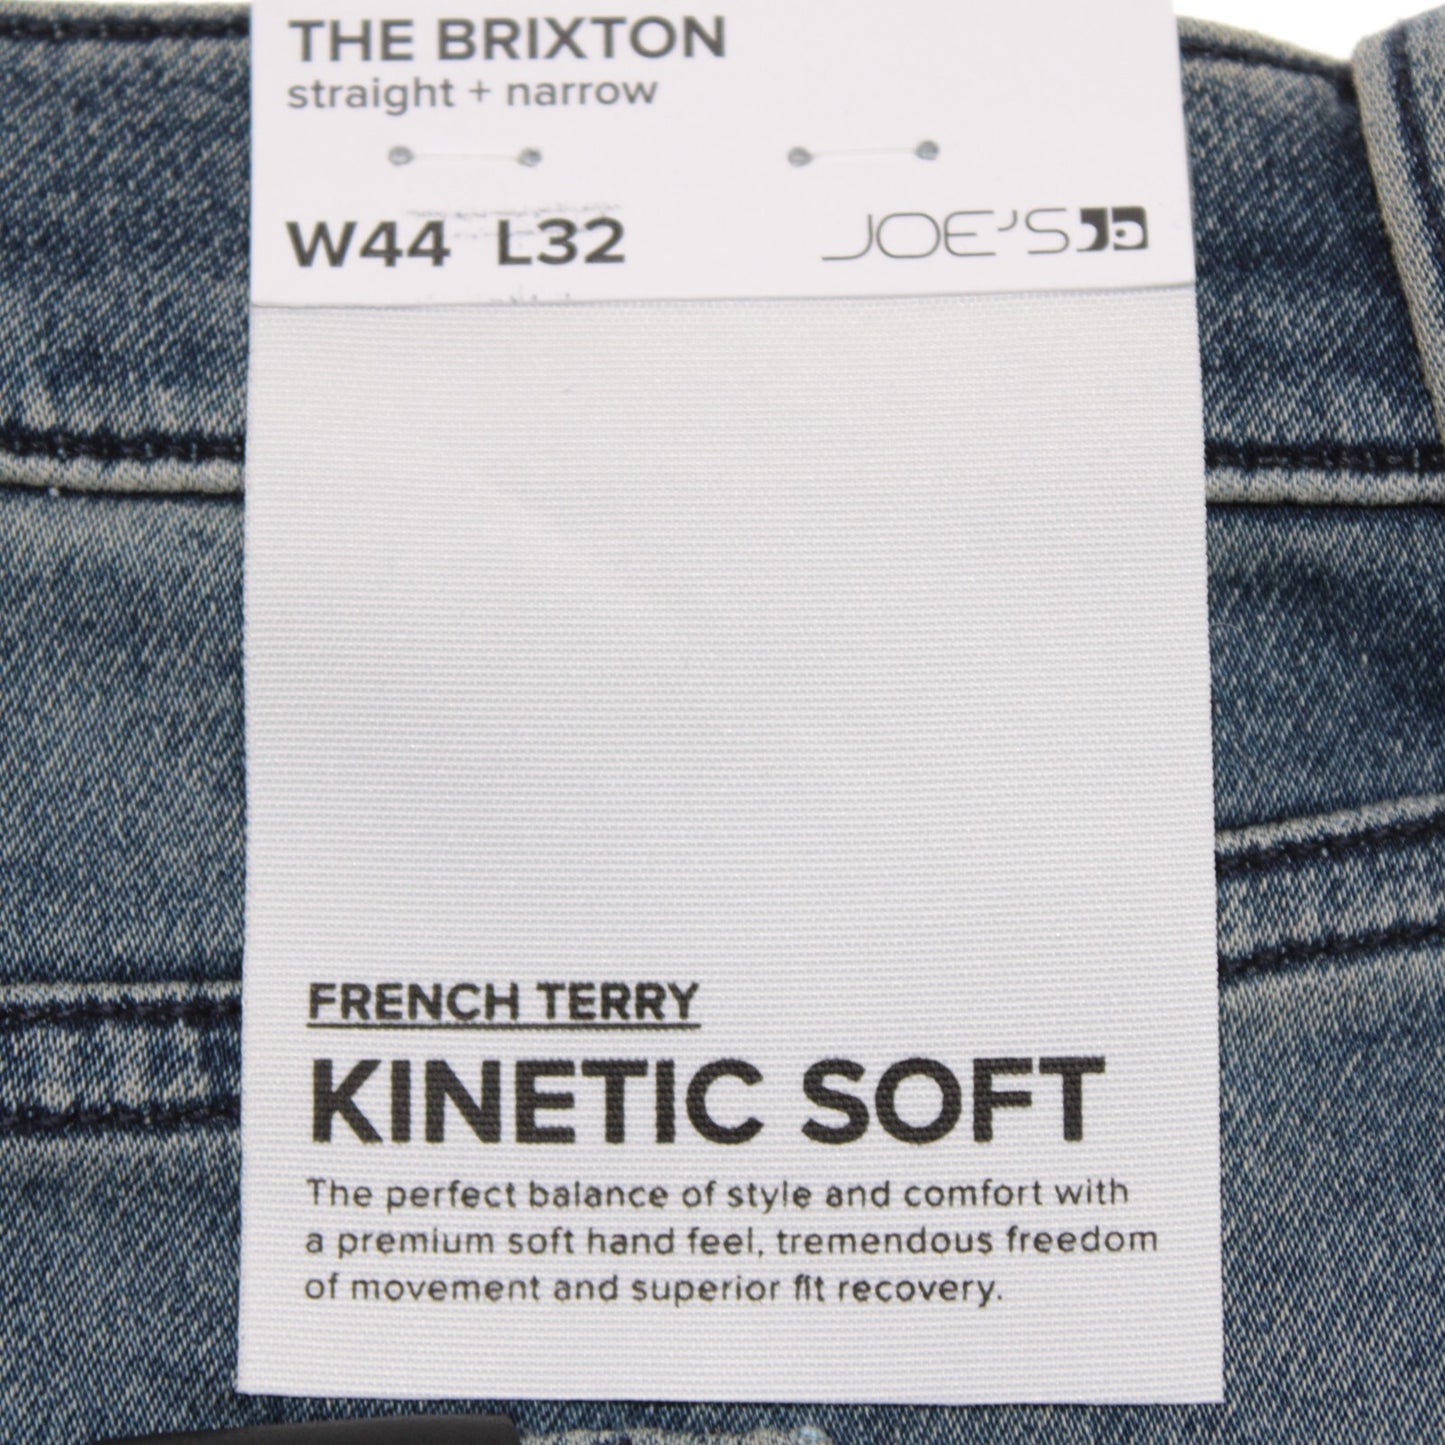 THE BRIXTON
straight + narrow
W44 L32
JOE'S
FRENCH TERRY
KINETIC SOFT
The perfect balance of style and comfort with
a premium soft hand feel, tremendous freedom
of movement and superior fit recovery.